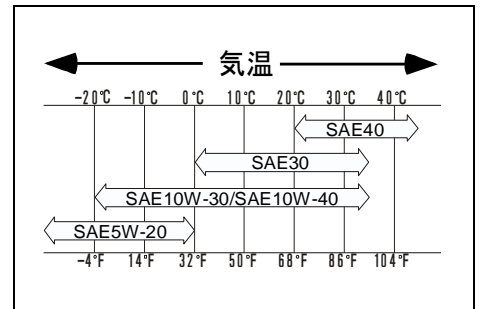 気温
-20℃ -10℃ 0℃ 10℃ 20℃ 30℃ 40℃
SAE40
SAE30
SAE10W-30/SAE10W-40
SAE5W-20
-4°F 14°F 32°F 50°F 68°F 86°F 104°F